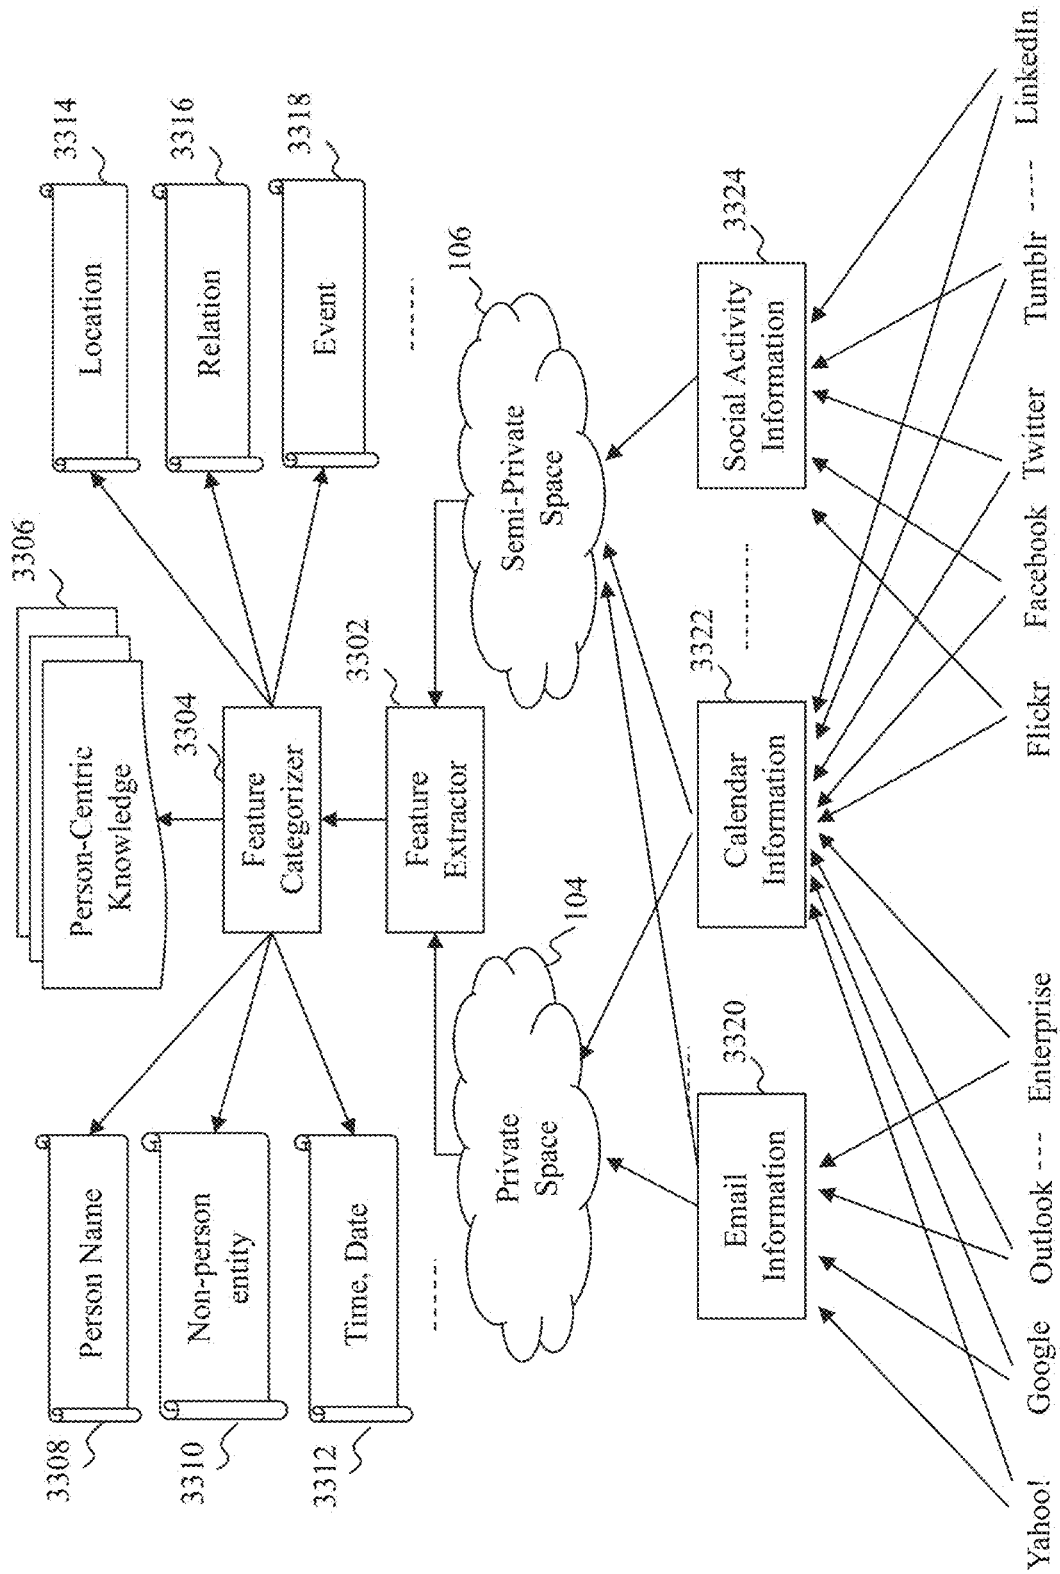 3306
Person-Centric
Knowledge
3308
Person Name
Location
3314
3304
3310
Non-person
entity
Feature
Categorizer
Relation
3316
3312
Time, Date
Event
3318
3302
Feature
Extractor
------
------
104
Private
Space
106
Semi-Private
Space
3320
Email
Information
------
3322
Calendar
Information
--------
3324
Social Activity
Information
Yahoo! Google Outlook --- Enterprise Flickr Facebook Twitter Tumblr ---- LinkedIn